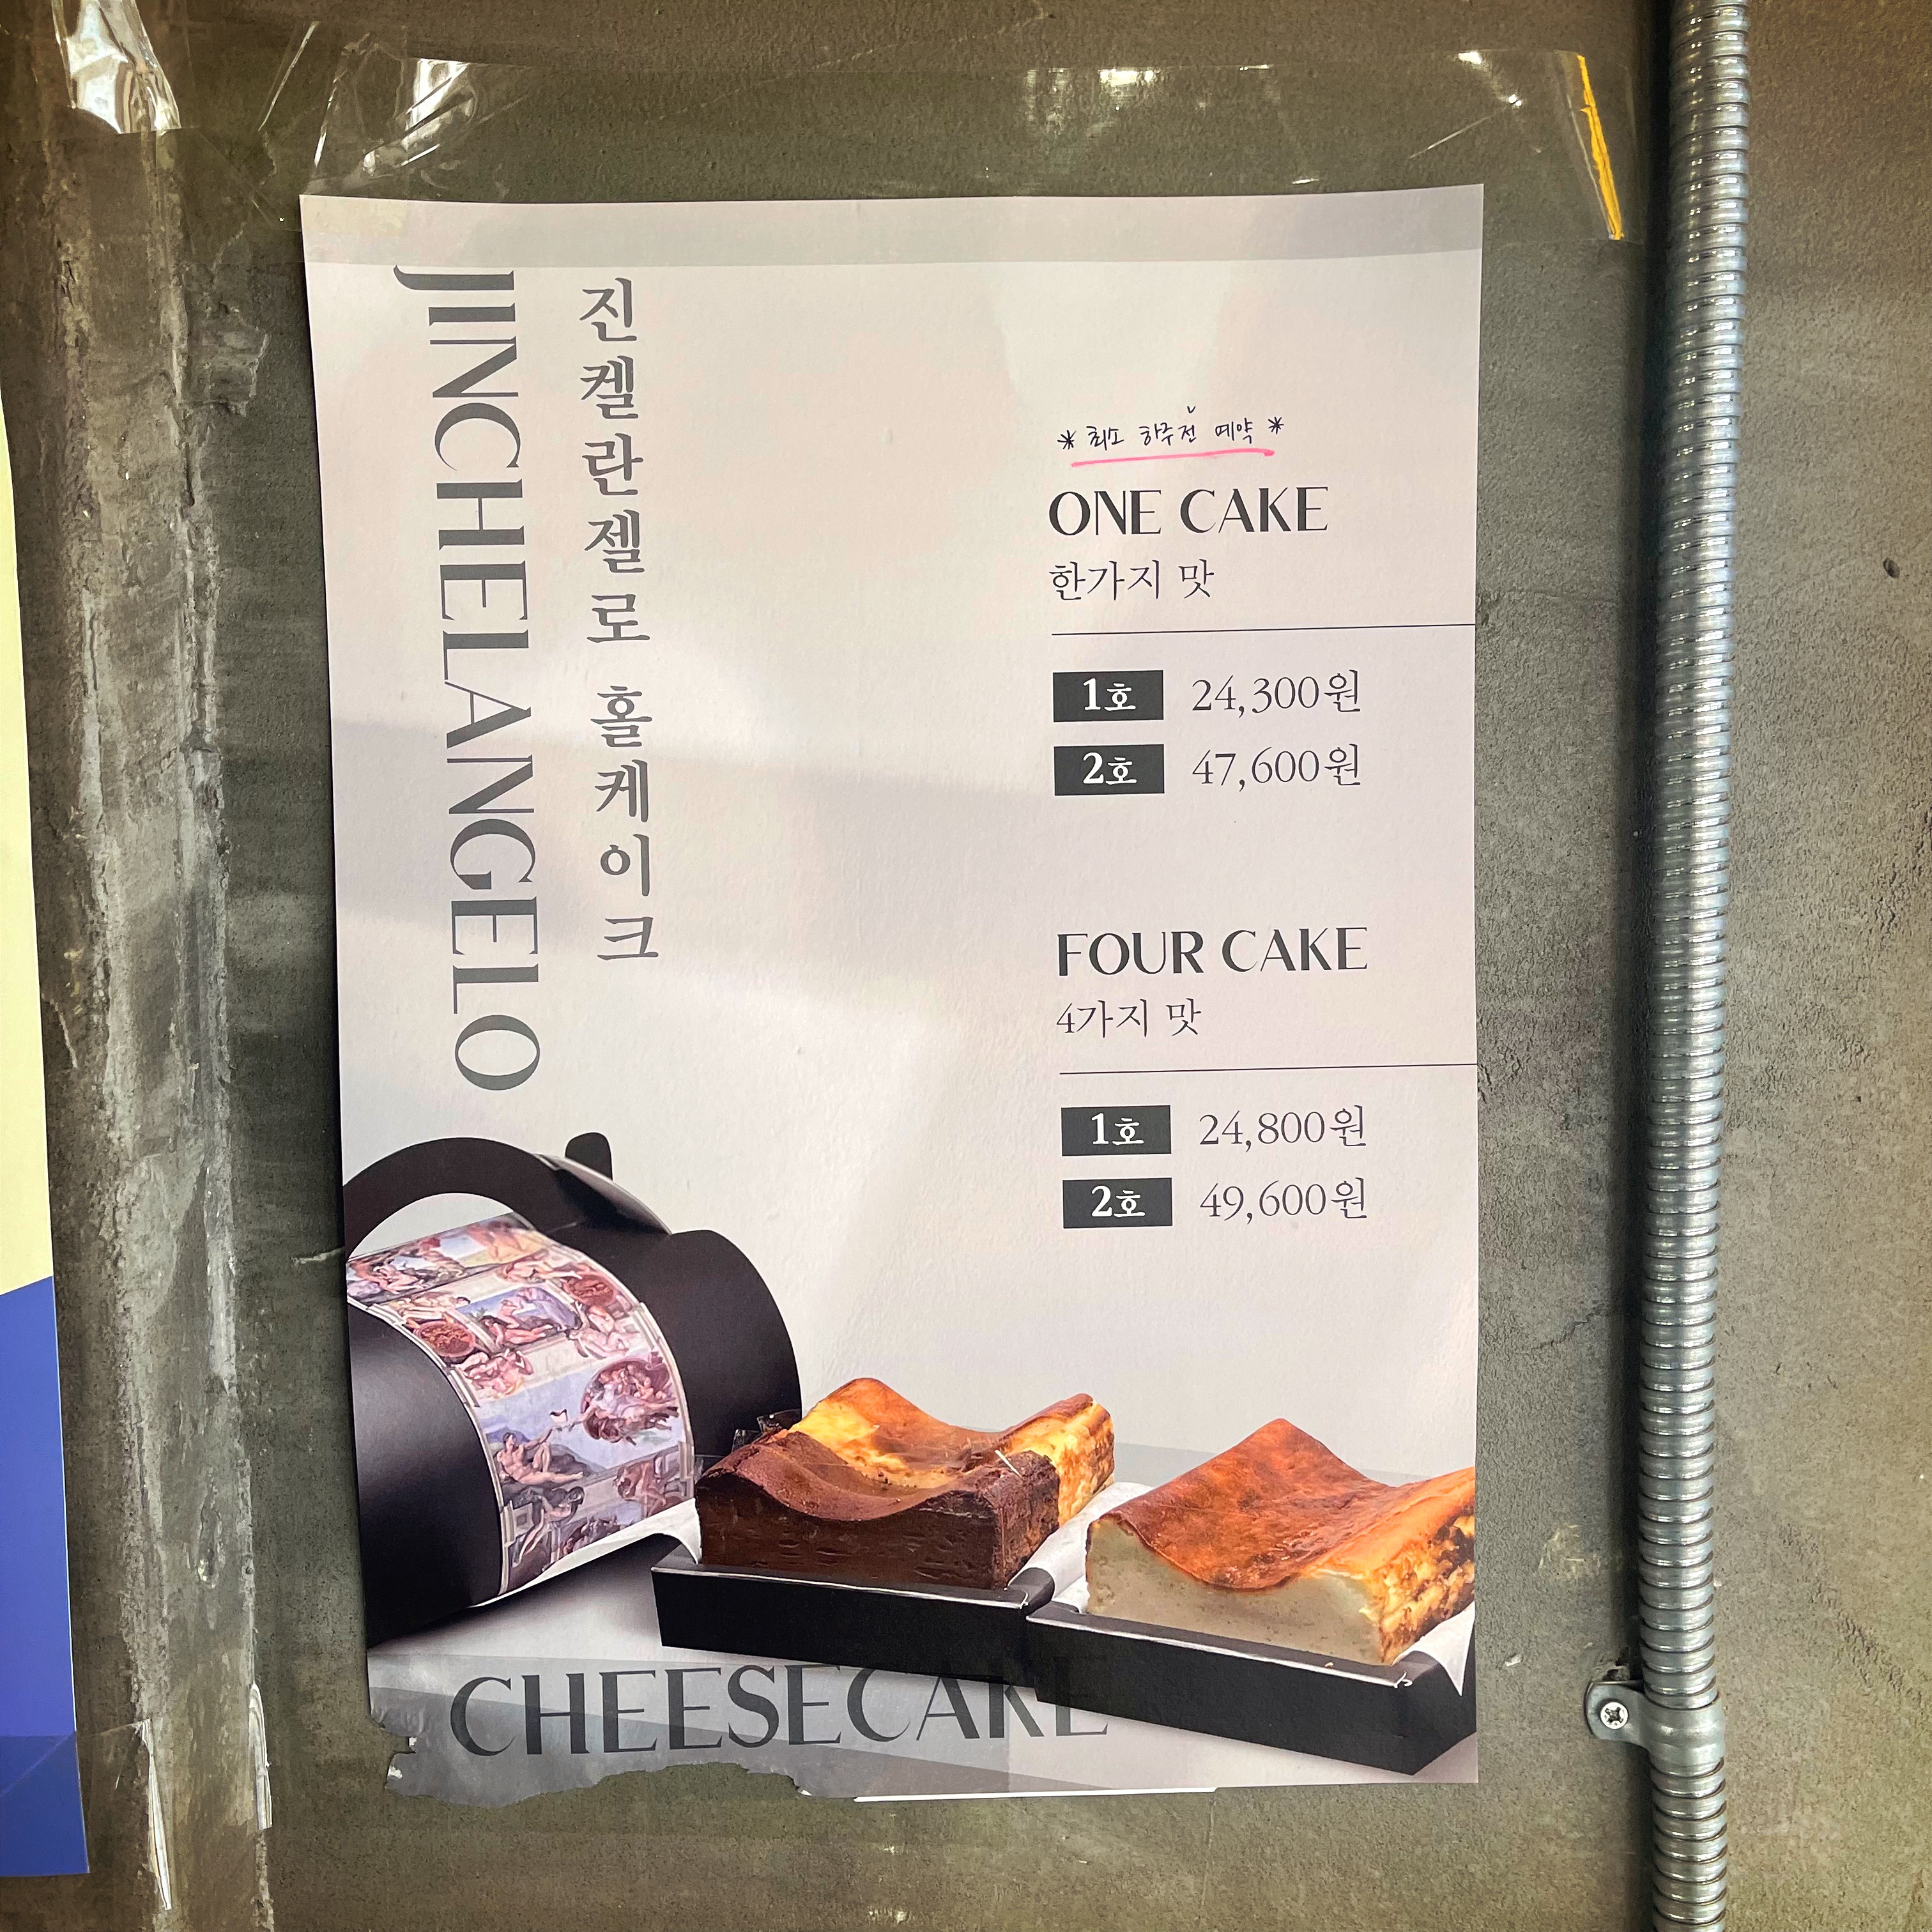 JINCHELANGELO
진켈란젤로 홀케이크
* 최소 하루전 예약 *
ONE CAKE
한가지 맛
1호 24,300원
2호 47,600원
FOUR CAKE
4가지 맛
1호 24,800원
2호 49,600원
CHEESECAKE